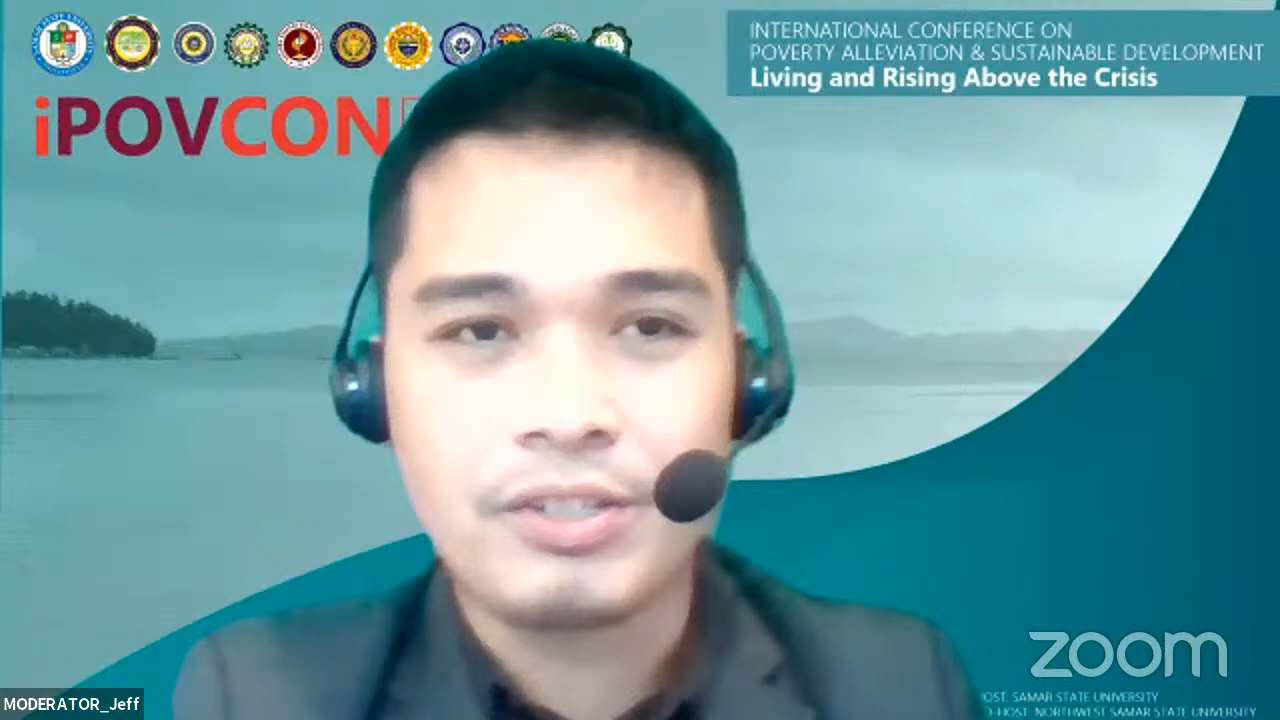 iPOVCON
INTERNATIONAL CONFERENCE ON
POVERTY ALLEVIATION & SUSTAINABLE DEVELOPMENT
Living and Rising Above the Crisis
zoom
HOST: SAMAR STATE UNIVERSITY
O-HOST: NORTHWEST SAMAR STATE UNIVERSITY
MODERATOR_Jeff